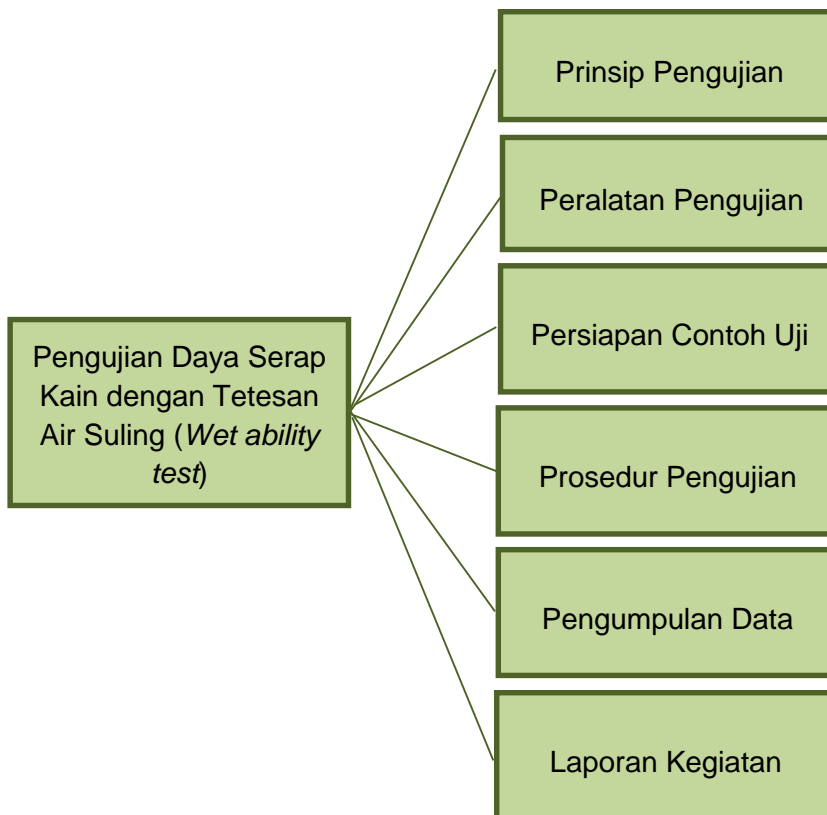 Pengujian Daya Serap
Kain dengan Tetesan
Air Suling (Wet ability
test)
Prinsip Pengujian
Peralatan Pengujian
Persiapan Contoh Uji
Prosedur Pengujian
Pengumpulan Data
Laporan Kegiatan